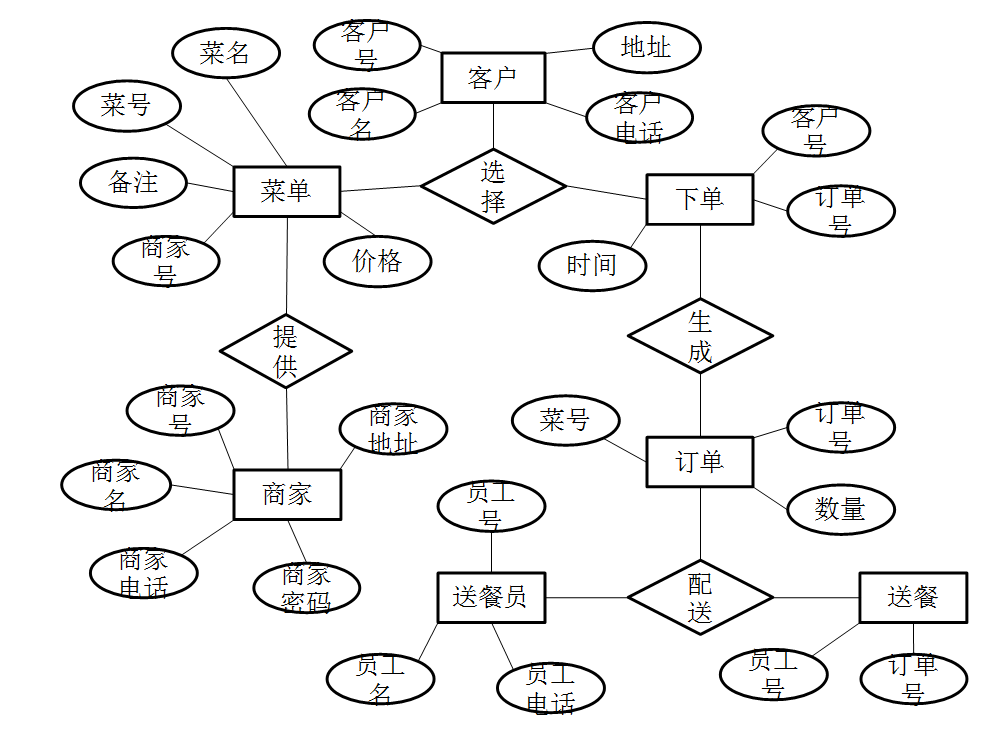 菜名
客户
号
地址
客户
菜号
客户
名
客户
电话
客户
号
备注
菜单
选
择
下单
订单
号
商家
号
价格
时间
提
供
生
成
商家
号
商家
地址
菜号
订单
号
商家
名
商家
订单
员工
号
数量
商家
电话
商家
密码
送餐员
配
送
送餐
员工
名
员工
电话
员工
号
订单
号